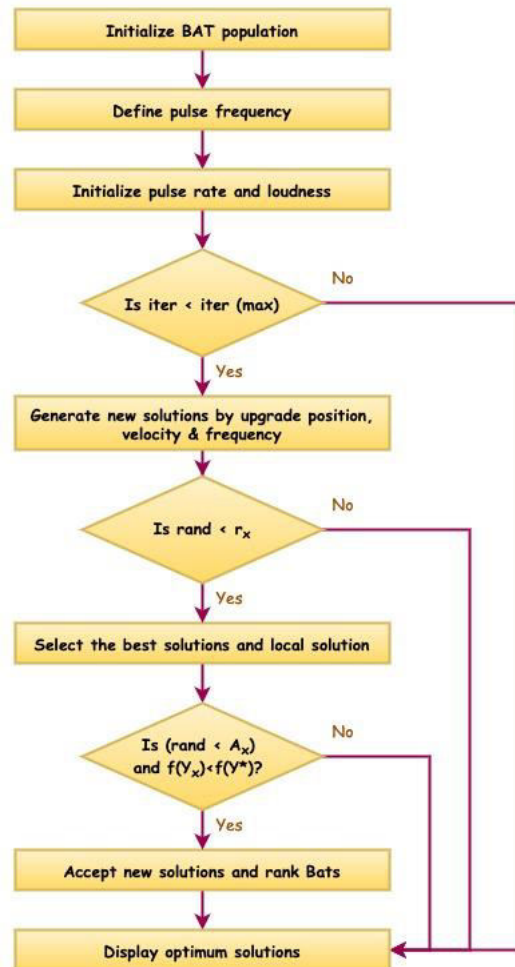 Initialize BAT population
Define pulse frequency
Initialize pulse rate and loudness
No
Is iter < iter (max)
Yes
Generate new solutions by upgrade position,
velocity & frequency
No
Is rand < rₓ
Yes
Select the best solutions and local solution
No
Is (rand < Aₓ)
and f(Yₓ)<f(Y*)?
Yes
Accept new solutions and rank Bats
Display optimum solutions